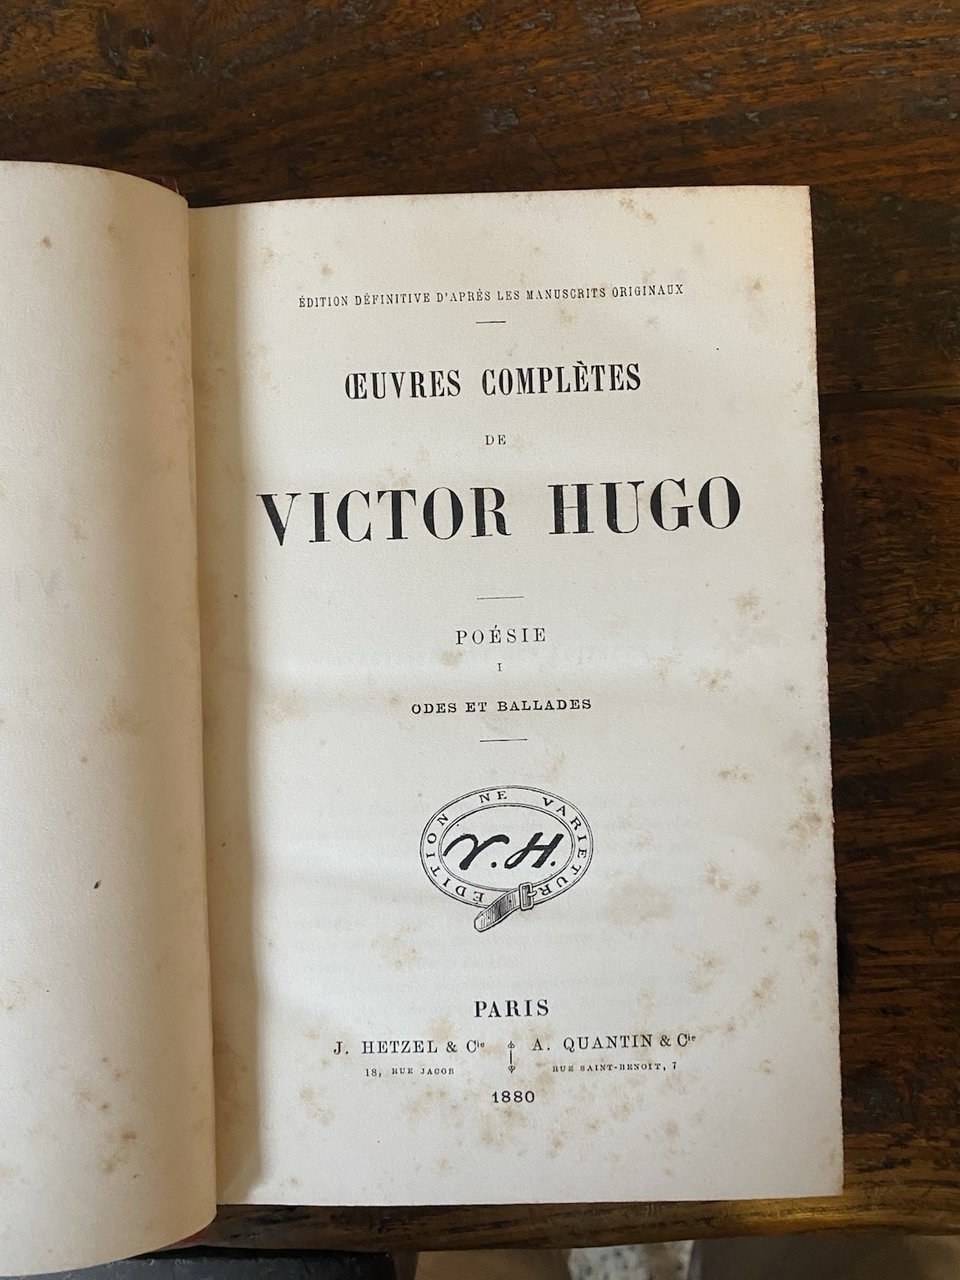 ÉDITION DÉFINITIVE D'APRÈS LES MANUSCRITS ORIGINAUX
ŒUVRES COMPLÈTES
DE
VICTOR HUGO
POÉSIE
I
ODES ET BALLADES
ÉDITION NE VARIETUR
V. H.
PARIS
J. HETZEL & Cie A. QUANTIN & Cie
18, RUE JACOB RUE SAINT-BENOIT, 7
1880